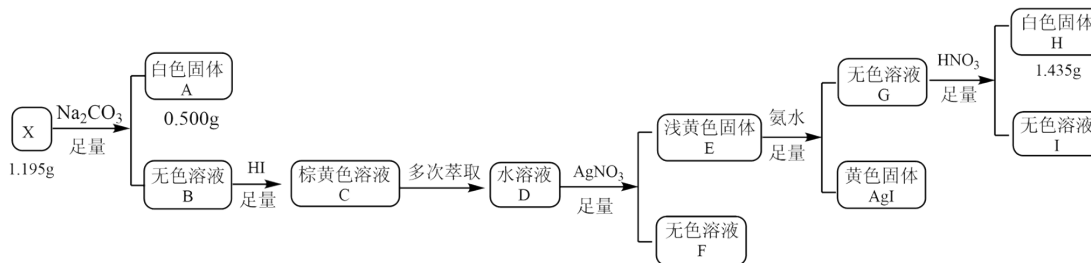 X
1.195g
Na₂CO₃
足量
白色固体
A
0.500g
无色溶液
B
HI
足量
棕黄色溶液
C
多次萃取
水溶液
D
AgNO₃
足量
浅黄色固体
E
无色溶液
F
氨水
足量
无色溶液
G
黄色固体
AgI
HNO₃
足量
白色固体
H
1.435g
无色溶液
I